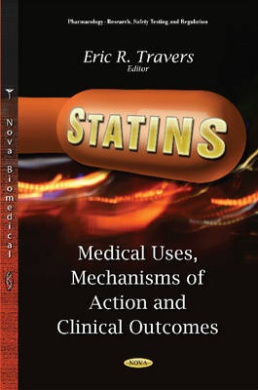 Pharmacology - Research, Safety Testing and Regulation
Eric R. Travers
Editor
STATINS
Medical Uses,
Mechanisms of
Action and
Clinical Outcomes
NOVA
Nova Biomedical